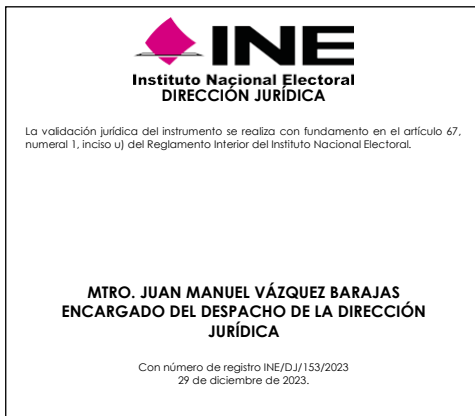 INE
Instituto Nacional Electoral
DIRECCIÓN JURÍDICA
La validación jurídica del instrumento se realiza con fundamento en el artículo 67,
numeral 1, inciso u) del Reglamento Interior del Instituto Nacional Electoral.
MTRO. JUAN MANUEL VÁZQUEZ BARAJAS
ENCARGADO DEL DESPACHO DE LA DIRECCIÓN
JURÍDICA
Con número de registro INE/DJ/153/2023
29 de diciembre de 2023.